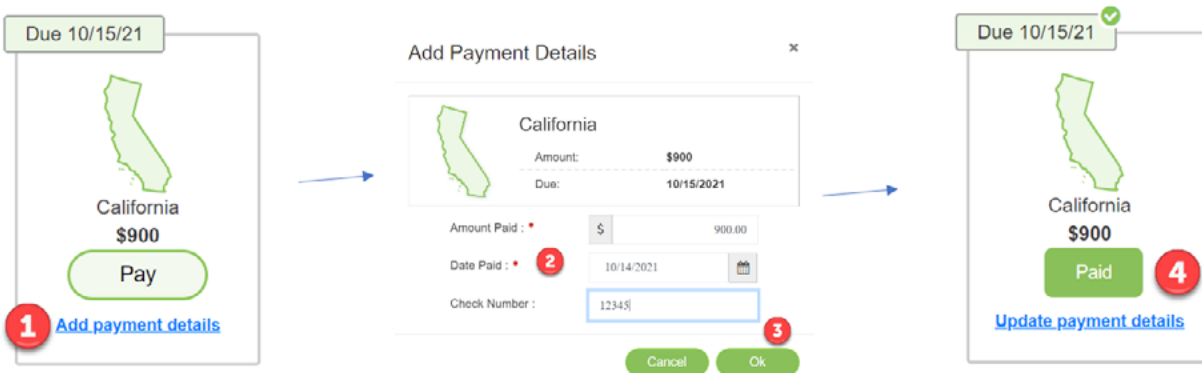 Due 10/15/21
California
$900
Pay
1 Add payment details
Add Payment Details ×
California
Amount: $900
Due: 10/15/2021
Amount Paid : * $ 900.00
Date Paid : * 2 10/14/2021
Check Number : 12345
3
Cancel Ok
Due 10/15/21
California
$900
Paid 4
Update payment details